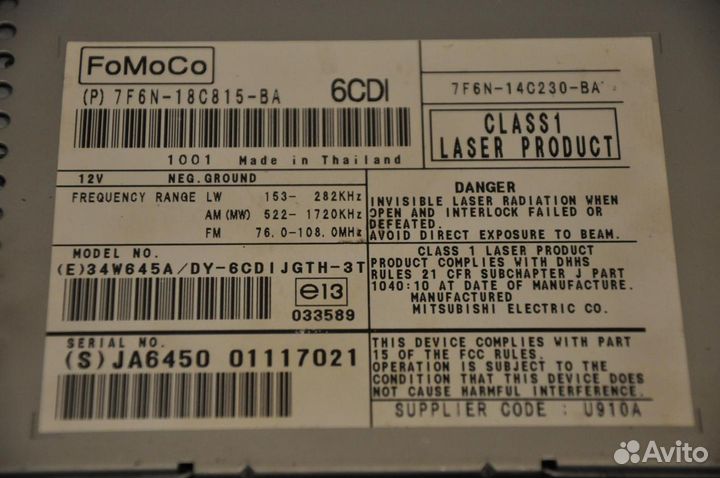 FoMoCo
(P) 7F6N-18C815-BA 6CDI
1001 Made in Thailand
7F6N-14C230-BA
CLASS1
LASER PRODUCT
12V NEG.GROUND
FREQUENCY RANGE LW 153- 282KHz
AM(MW) 522-1720KHz
FM 76.0-108.0MHz
MODEL NO.
(E)34W645A/DY-6CDIJGTH-3T
e13
033589
SERIAL NO.
(S)JA6450 01117021
DANGER
INVISIBLE LASER RADIATION WHEN
OPEN AND INTERLOCK FAILED OR
DEFEATED.
AVOID DIRECT EXPOSURE TO BEAM.
CLASS 1 LASER PRODUCT
PRODUCT COMPLIES WITH DHHS
RULES 21 CFR SUBCHAPTER J PART
1040:10 AT DATE OF MANUFACTURE.
MANUFACTURED
MITSUBISHI ELECTRIC CO.
THIS DEVICE COMPLIES WITH PART
15 OF THE FCC RULES.
OPERATION IS SUBJECT TO THE
CONDITION THAT THIS DEVICE DOES
NOT CAUSE HARMFUL INTERFERENCE.
SUPPLIER CODE : U910A
Avito